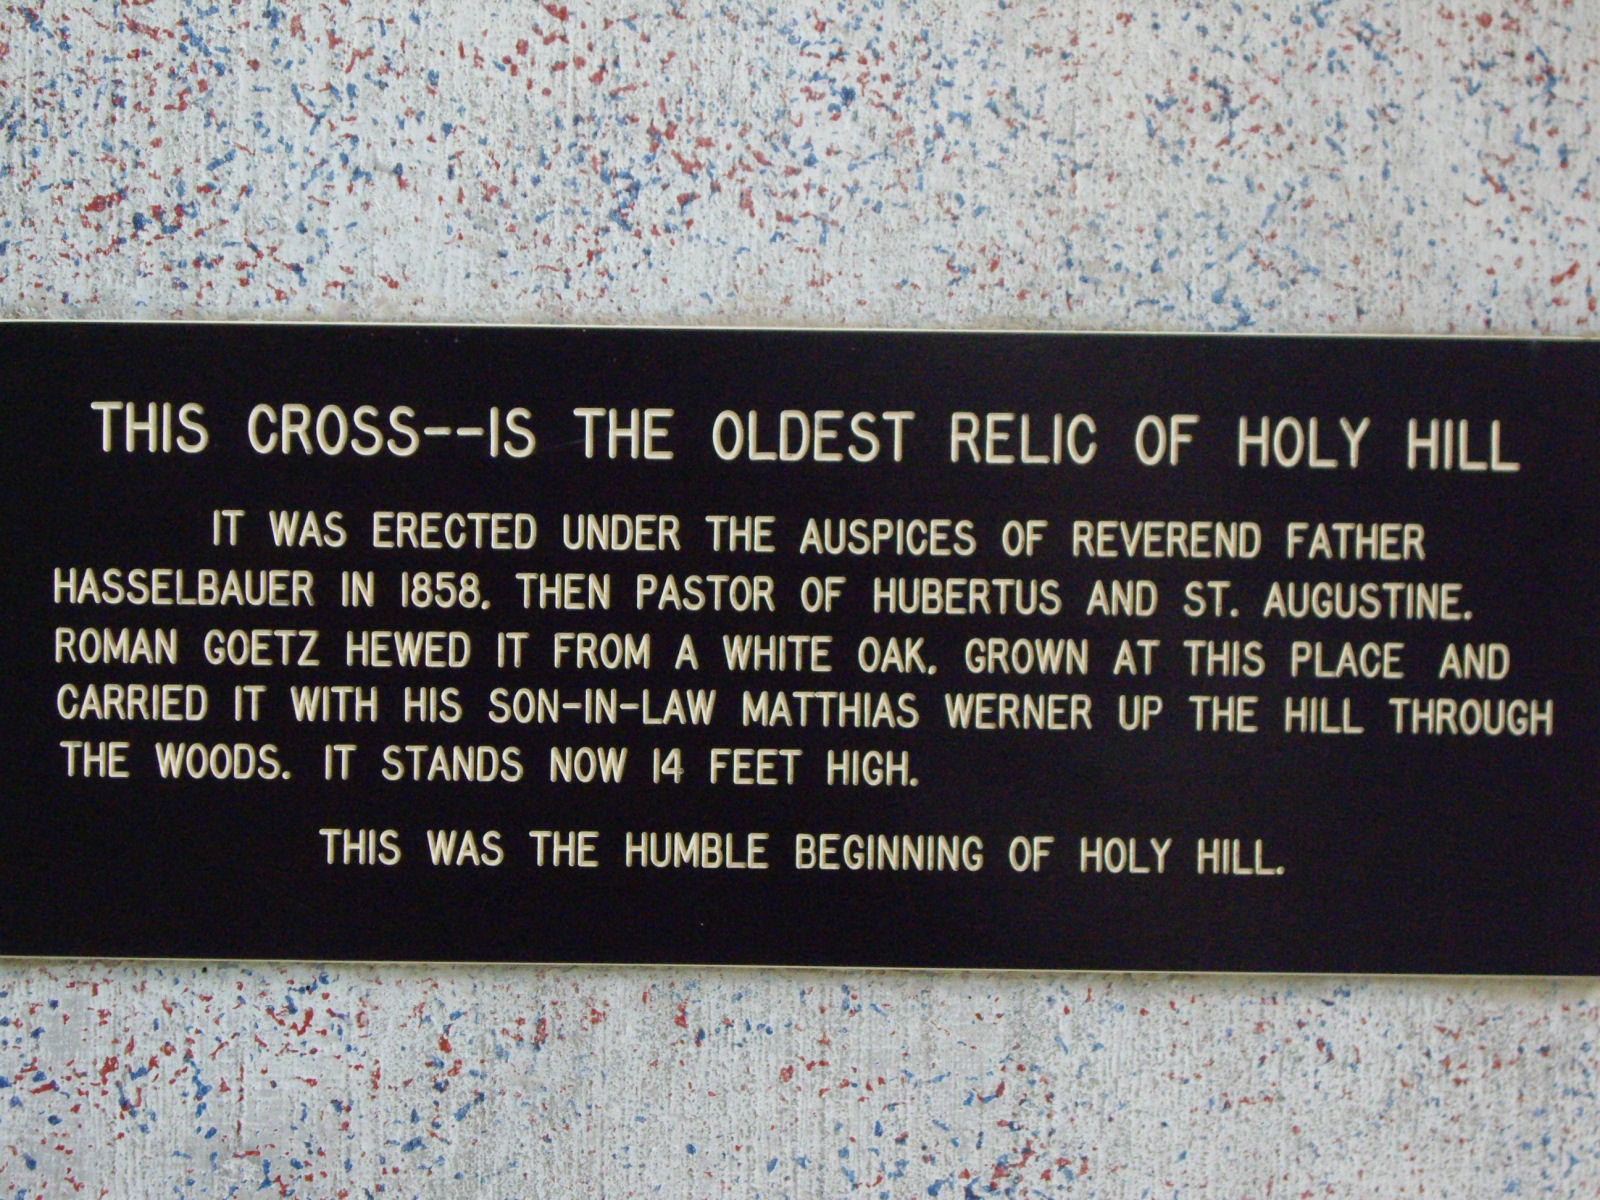 THIS CROSS--IS THE OLDEST RELIC OF HOLY HILL
IT WAS ERECTED UNDER THE AUSPICES OF REVEREND FATHER
HASSELBAUER IN 1858. THEN PASTOR OF HUBERTUS AND ST. AUGUSTINE.
ROMAN GOETZ HEWED IT FROM A WHITE OAK. GROWN AT THIS PLACE AND
CARRIED IT WITH HIS SON-IN-LAW MATTHIAS WERNER UP THE HILL THROUGH
THE WOODS. IT STANDS NOW 14 FEET HIGH.
THIS WAS THE HUMBLE BEGINNING OF HOLY HILL.